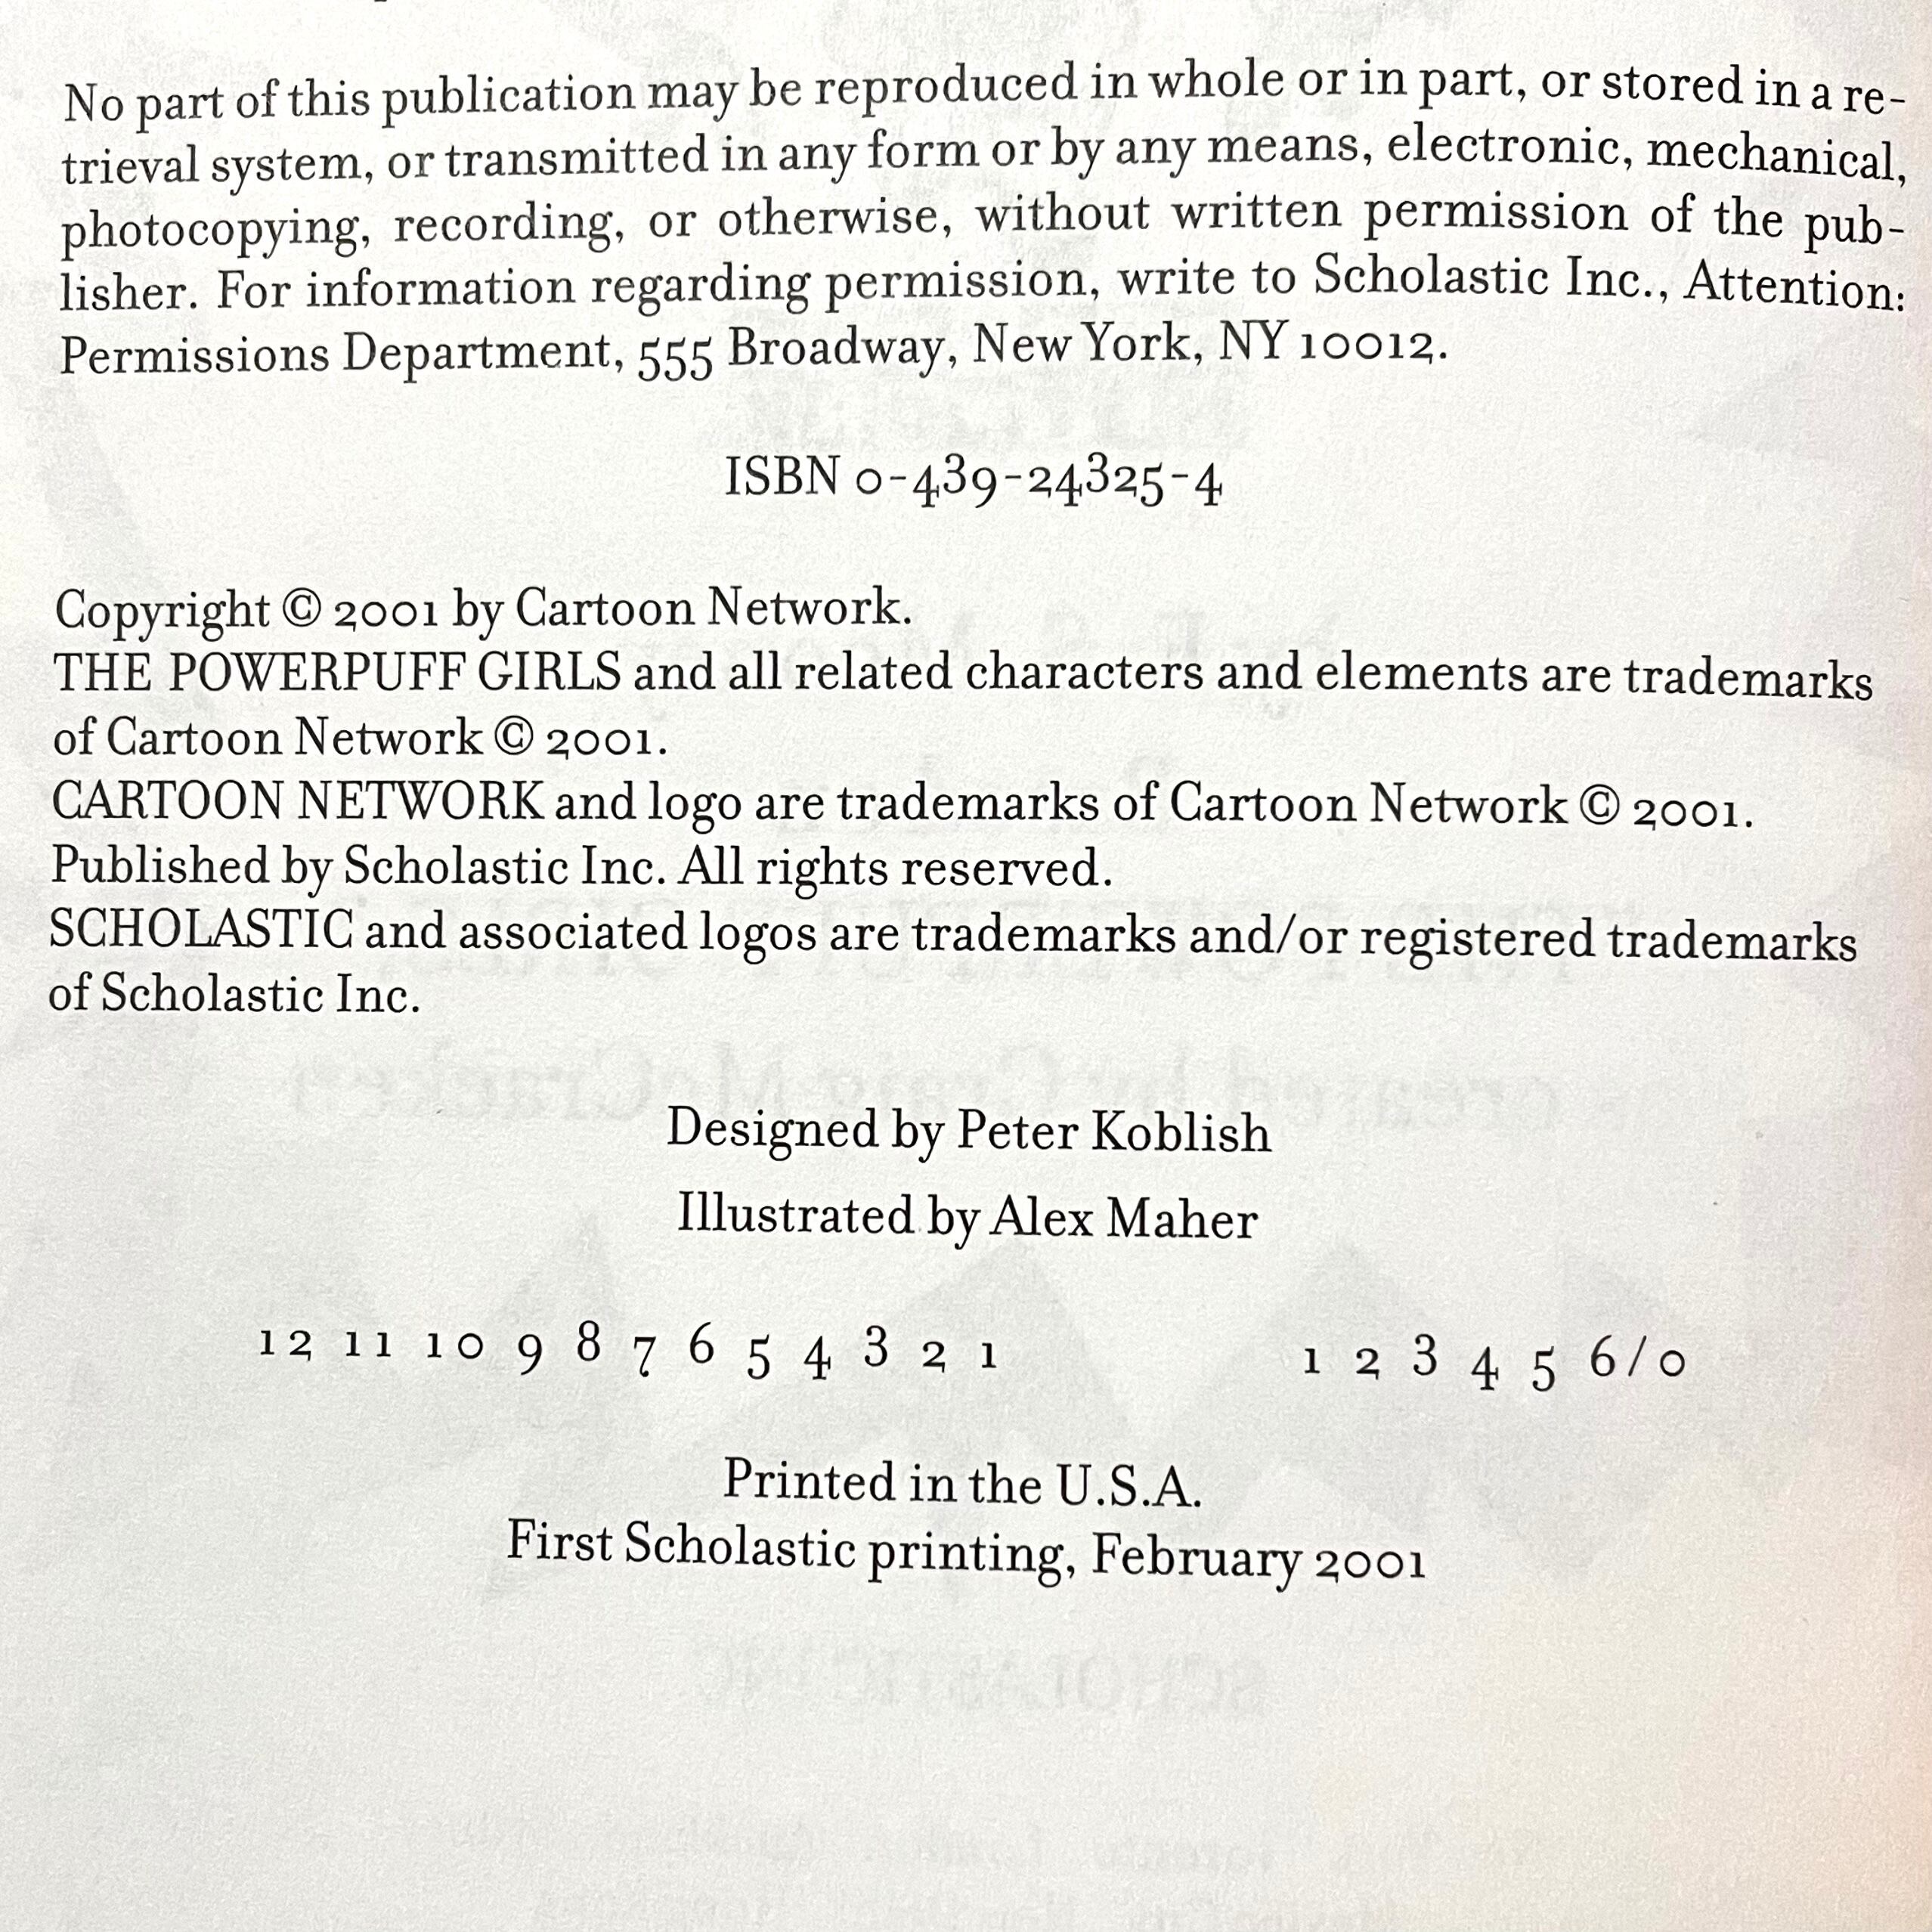 No part of this publication may be reproduced in whole or in part, or stored in a re-
trieval system, or transmitted in any form or by any means, electronic, mechanical,
photocopying, recording, or otherwise, without written permission of the pub-
lisher. For information regarding permission, write to Scholastic Inc., Attention:
Permissions Department, 555 Broadway, New York, NY 10012.
ISBN 0-439-24325-4
Copyright © 2001 by Cartoon Network.
THE POWERPUFF GIRLS and all related characters and elements are trademarks
of Cartoon Network © 2001.
CARTOON NETWORK and logo are trademarks of Cartoon Network © 2001.
Published by Scholastic Inc. All rights reserved.
SCHOLASTIC and associated logos are trademarks and/or registered trademarks
of Scholastic Inc.
Designed by Peter Koblish
Illustrated by Alex Maher
12 11 10 9 8 7 6 5 4 3 2 1 1 2 3 4 5 6/0
Printed in the U.S.A.
First Scholastic printing, February 2001